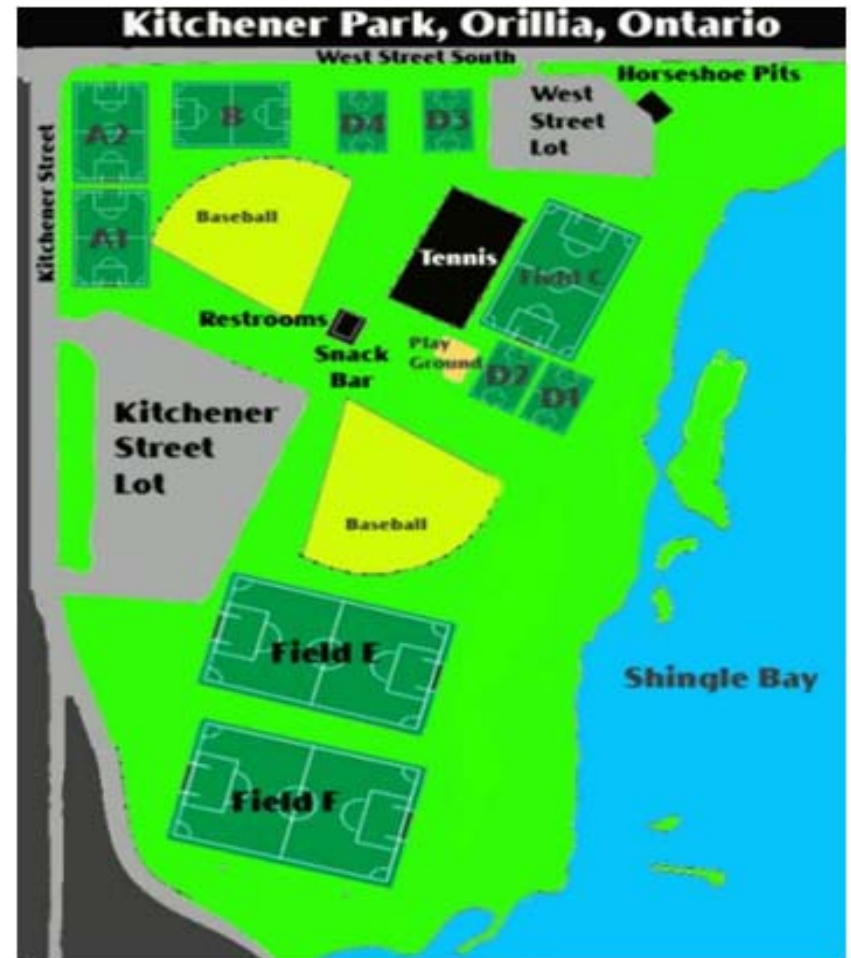 Kitchener Park, Orillia, Ontario
West Street South
Horseshoe Pits
West
Street
Lot
Kitchener Street
A2
B
D4
D3
A1
Baseball
Tennis
Field C
Restrooms
Snack
Bar
Play
Ground
D2
D1
Kitchener
Street
Lot
Baseball
Field E
Shingle Bay
Field F